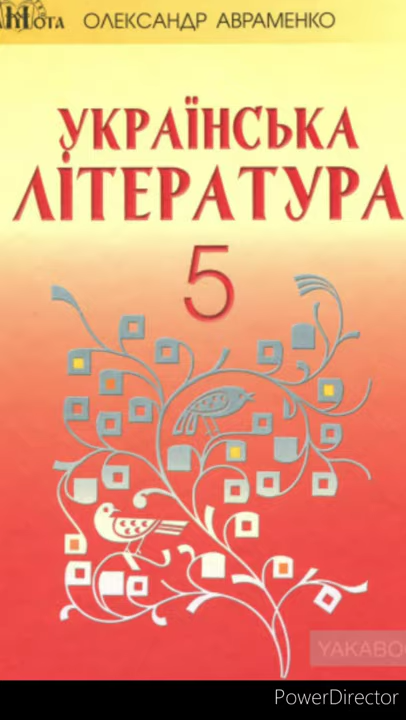 ОЛЕКСАНДР АВРАМЕНКО
УКРАЇНСЬКА
ЛІТЕРАТУРА
5
YAKABO
PowerDirector